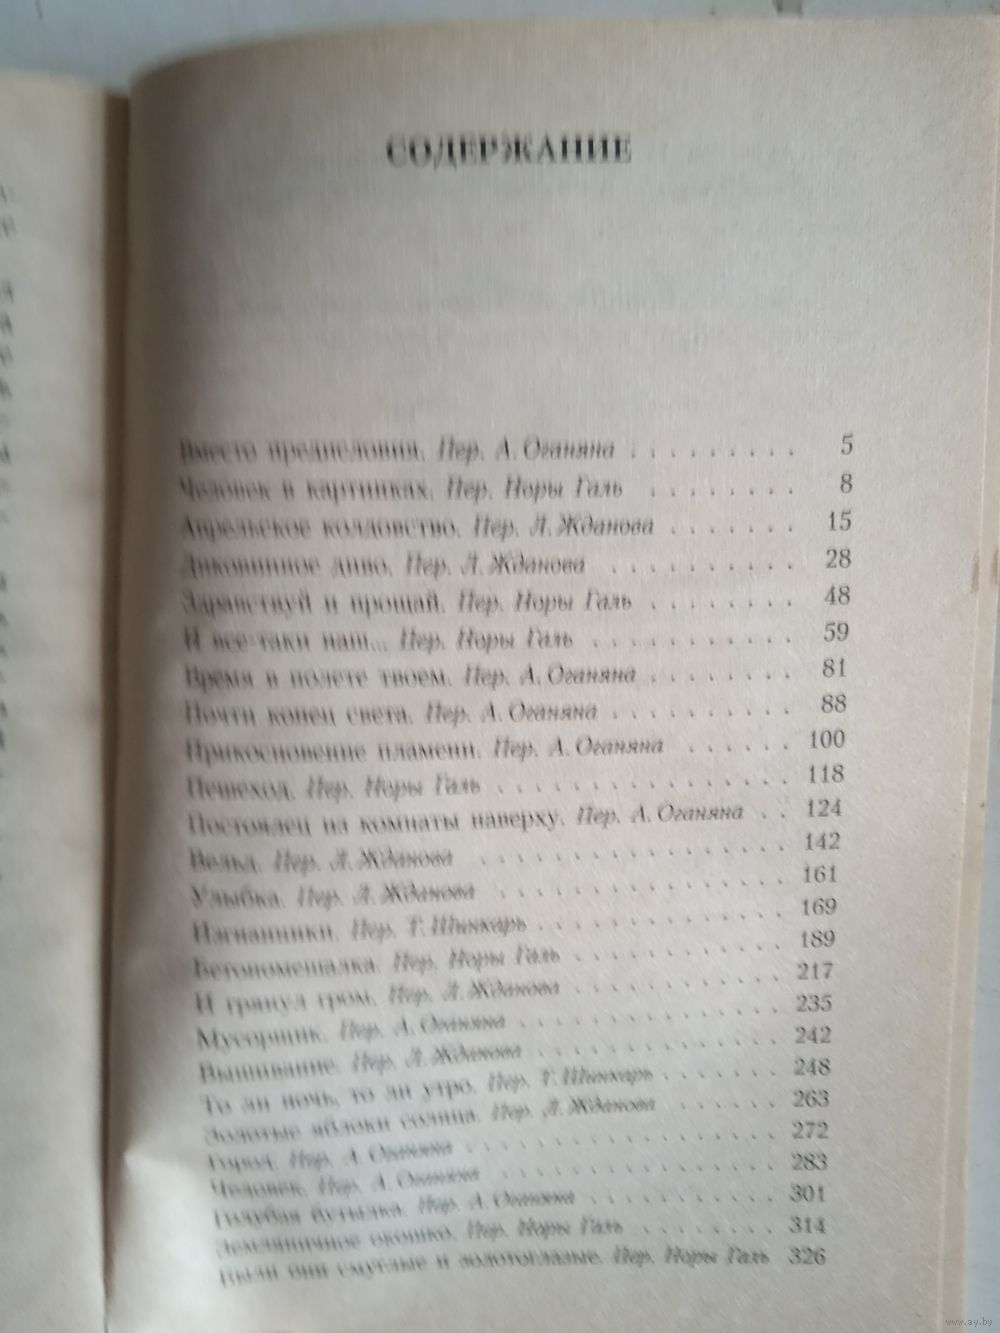 СОДЕРЖАНИЕ
Вместо предисловия. Пер. А. Оганяна . . . . . . . . . 5
Человек в картинках. Пер. Норы Галь . . . . . . . . 8
Апрельское колдовство. Пер. Л. Жданова . . . . . . . 15
Диковинное диво. Пер. Л. Жданова . . . . . . . . . . 28
Здравствуй и прощай. Пер. Норы Галь . . . . . . . . 48
И все-таки наш... Пер. Норы Галь . . . . . . . . . . . 59
Время в полете твоем. Пер. А. Оганяна . . . . . . . . 81
Почти конец света. Пер. А. Оганяна . . . . . . . . . . 88
Прикосновение пламени. Пер. А. Оганяна . . . . . . 100
Пешеход. Пер. Норы Галь . . . . . . . . . . . . . . . . 118
Постоялец из комнаты наверху. Пер. А. Оганяна . . 124
Вельд. Пер. Л. Жданова . . . . . . . . . . . . . . . . . 142
Улыбка. Пер. Л. Жданова . . . . . . . . . . . . . . . . 161
Изгнанники. Пер. Т. Шинкарь . . . . . . . . . . . . . 169
Бетономешалка. Пер. Норы Галь . . . . . . . . . . . 189
И грянул гром. Пер. Л. Жданова . . . . . . . . . . . 217
Мусорщик. Пер. А. Оганяна . . . . . . . . . . . . . . 235
Вышивание. Пер. Л. Жданова . . . . . . . . . . . . . 242
То ли ночь, то ли утро. Пер. Т. Шинкарь . . . . . . . 248
Золотые яблоки солнца. Пер. Л. Жданова . . . . . . 263
Город. Пер. А. Оганяна . . . . . . . . . . . . . . . . 272
Человек. Пер. А. Оганяна . . . . . . . . . . . . . . . 283
Голубая бутылка. Пер. А. Оганяна . . . . . . . . . . 301
Земляничное окошко. Пер. Норы Галь . . . . . . . . 314
Были они смуглые и золотоглазые. Пер. Норы Галь 326
www.ay.by